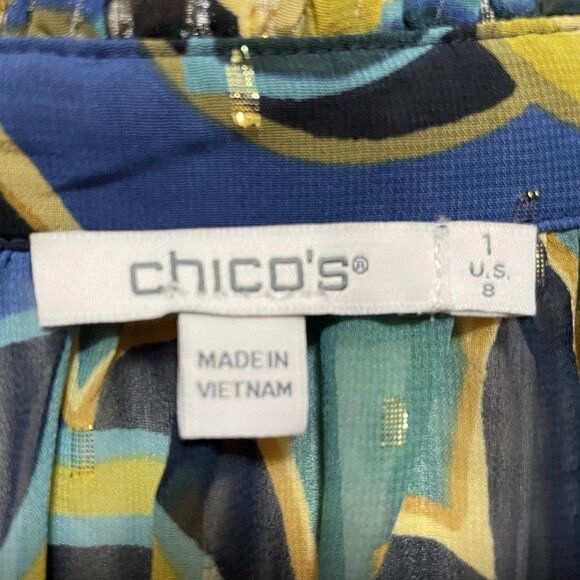 chico's®
1
U.S.
8
MADE IN
VIETNAM